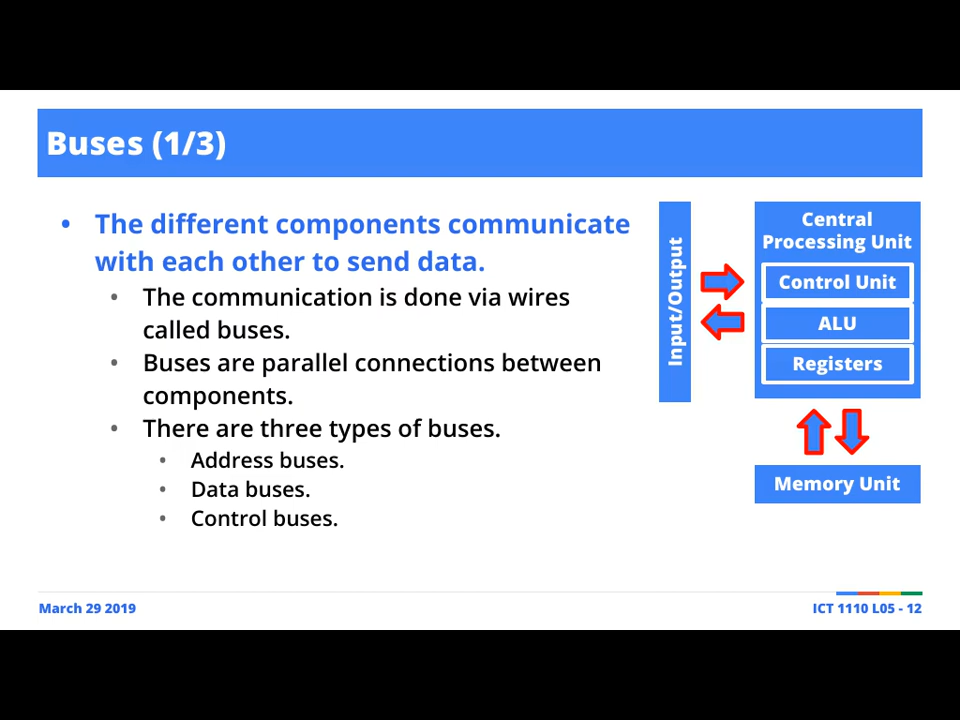 Buses (1/3)
• The different components communicate
with each other to send data.
• The communication is done via wires
called buses.
• Buses are parallel connections between
components.
• There are three types of buses.
• Address buses.
• Data buses.
• Control buses.
Input/Output
Central
Processing Unit
Control Unit
ALU
Registers
Memory Unit
March 29 2019
ICT 1110 L05 - 12